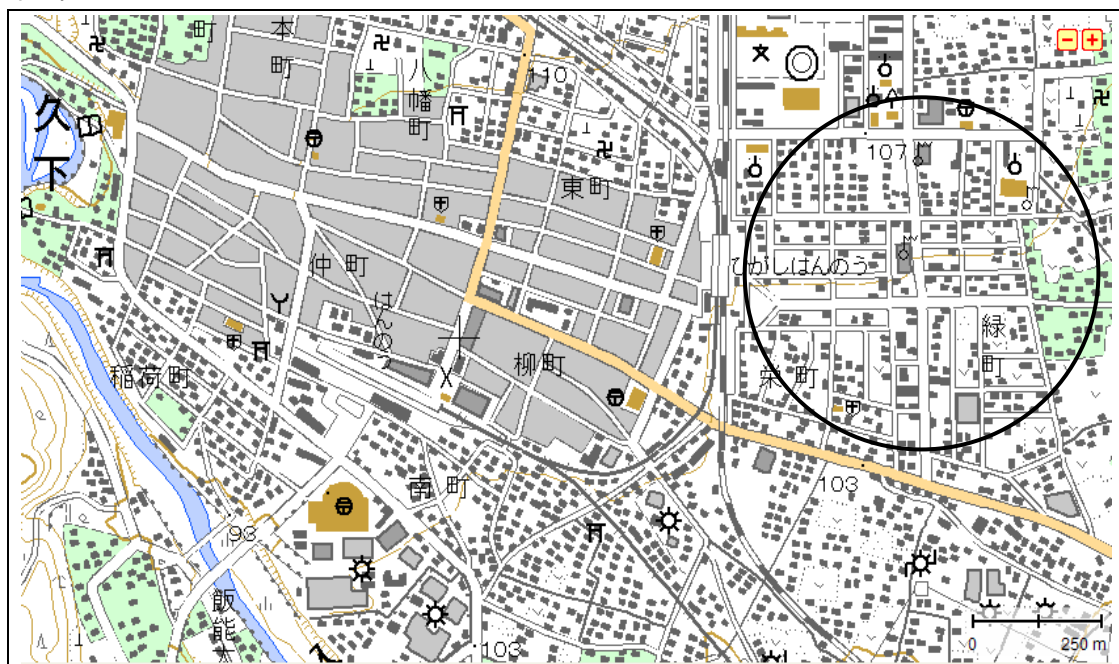 町
本町
八幡町
110
久下
107
東町
ひがしはんのう
仲町
はんのう
緑町
柳町
栄町
稲荷町
南町
103
93
飯能
103
0 250 m